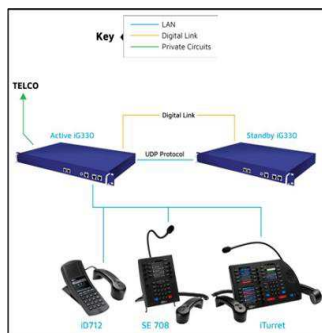 Key
LAN
Digital Link
Private Circuits
TELCO
Digital Link
Active iG330
Standby iG330
UDP Protocol
iD712
SE 708
iTurret